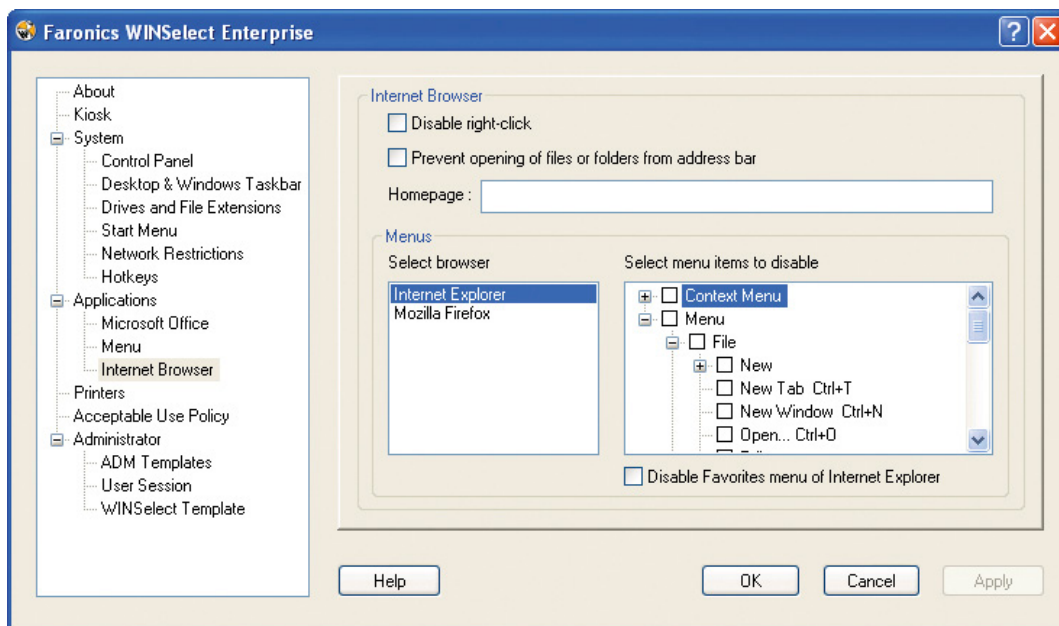 Faronics WINSelect Enterprise
About
Kiosk
System
Control Panel
Desktop & Windows Taskbar
Drives and File Extensions
Start Menu
Network Restrictions
Hotkeys
Applications
Microsoft Office
Menu
Internet Browser
Printers
Acceptable Use Policy
Administrator
ADM Templates
User Session
WINSelect Template
Internet Browser
Disable right-click
Prevent opening of files or folders from address bar
Homepage :
Menus
Select browser
Internet Explorer
Mozilla Firefox
Select menu items to disable
Context Menu
Menu
File
New
New Tab Ctrl+T
New Window Ctrl+N
Open... Ctrl+O
Disable Favorites menu of Internet Explorer
Help
OK
Cancel
Apply